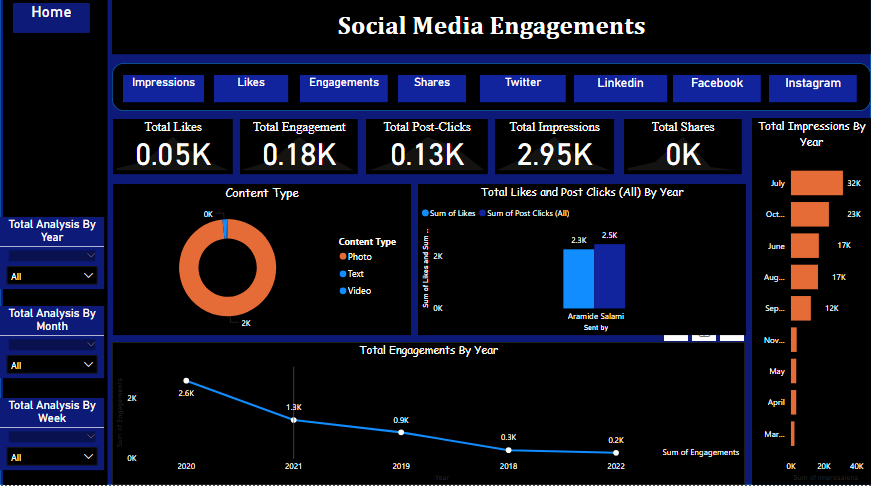 Home
Social Media Engagements
Impressions
Likes
Engagements
Shares
Twitter
Linkedin
Facebook
Instagram
Total Likes
0.05K
Total Engagement
0.18K
Total Post-Clicks
0.13K
Total Impressions
2.95K
Total Shares
0K
Total Analysis By
Year
All
Total Analysis By
Month
All
Total Analysis By
Week
All
Content Type
0K
2K
Content Type
Photo
Text
Video
Total Likes and Post Clicks (All) By Year
Sum of Likes
Sum of Post Clicks (All)
Sum of Likes and Sum ...
2K
0K
2.3K
2.5K
Aramide Salami
Sent by
Total Engagements By Year
Sum of Engagements
2K
0K
2.6K
1.3K
0.9K
0.3K
0.2K
2020
2021
2019
2018
2022
Year
Sum of Engagements
Total Impressions By
Year
July
32K
Oct...
23K
June
17K
Aug...
17K
Sep...
12K
Nov...
May
April
Mar...
0K
20K
40K
Sum of Impressions